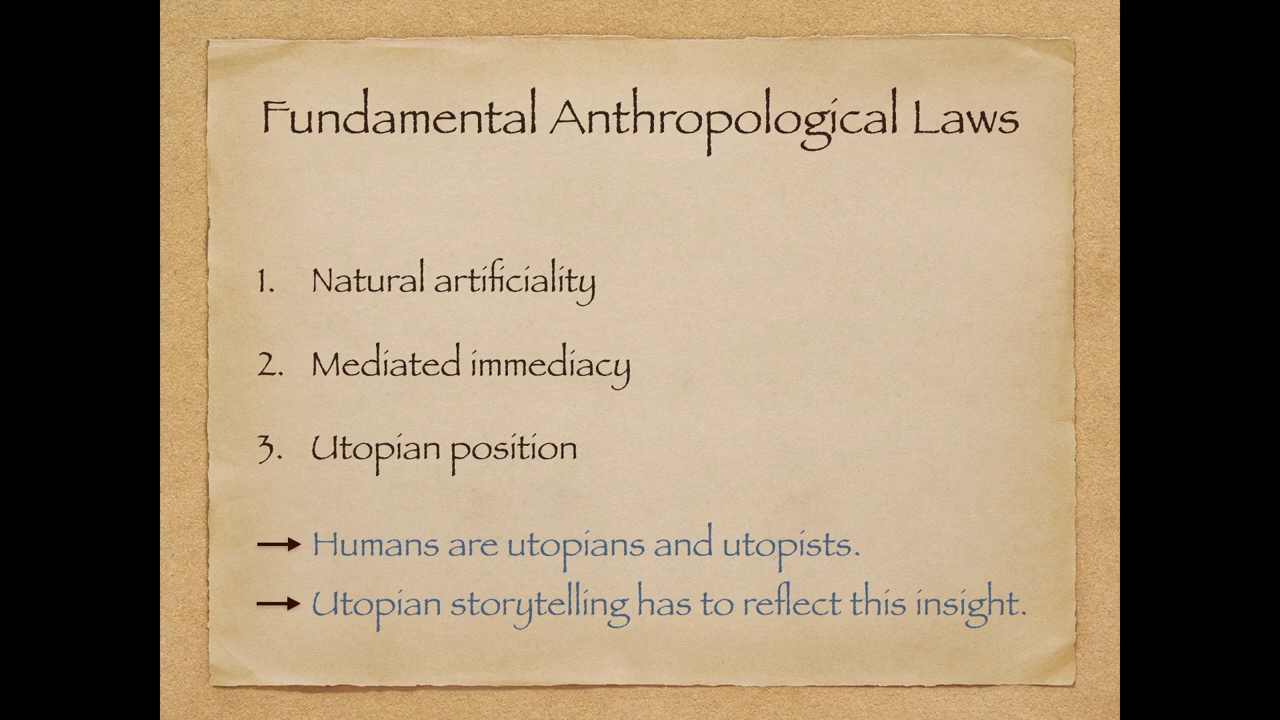 Fundamental Anthropological Laws
1. Natural artificiality
2. Mediated immediacy
3. Utopian position
→ Humans are utopians and utopists.
→ Utopian storytelling has to reflect this insight.